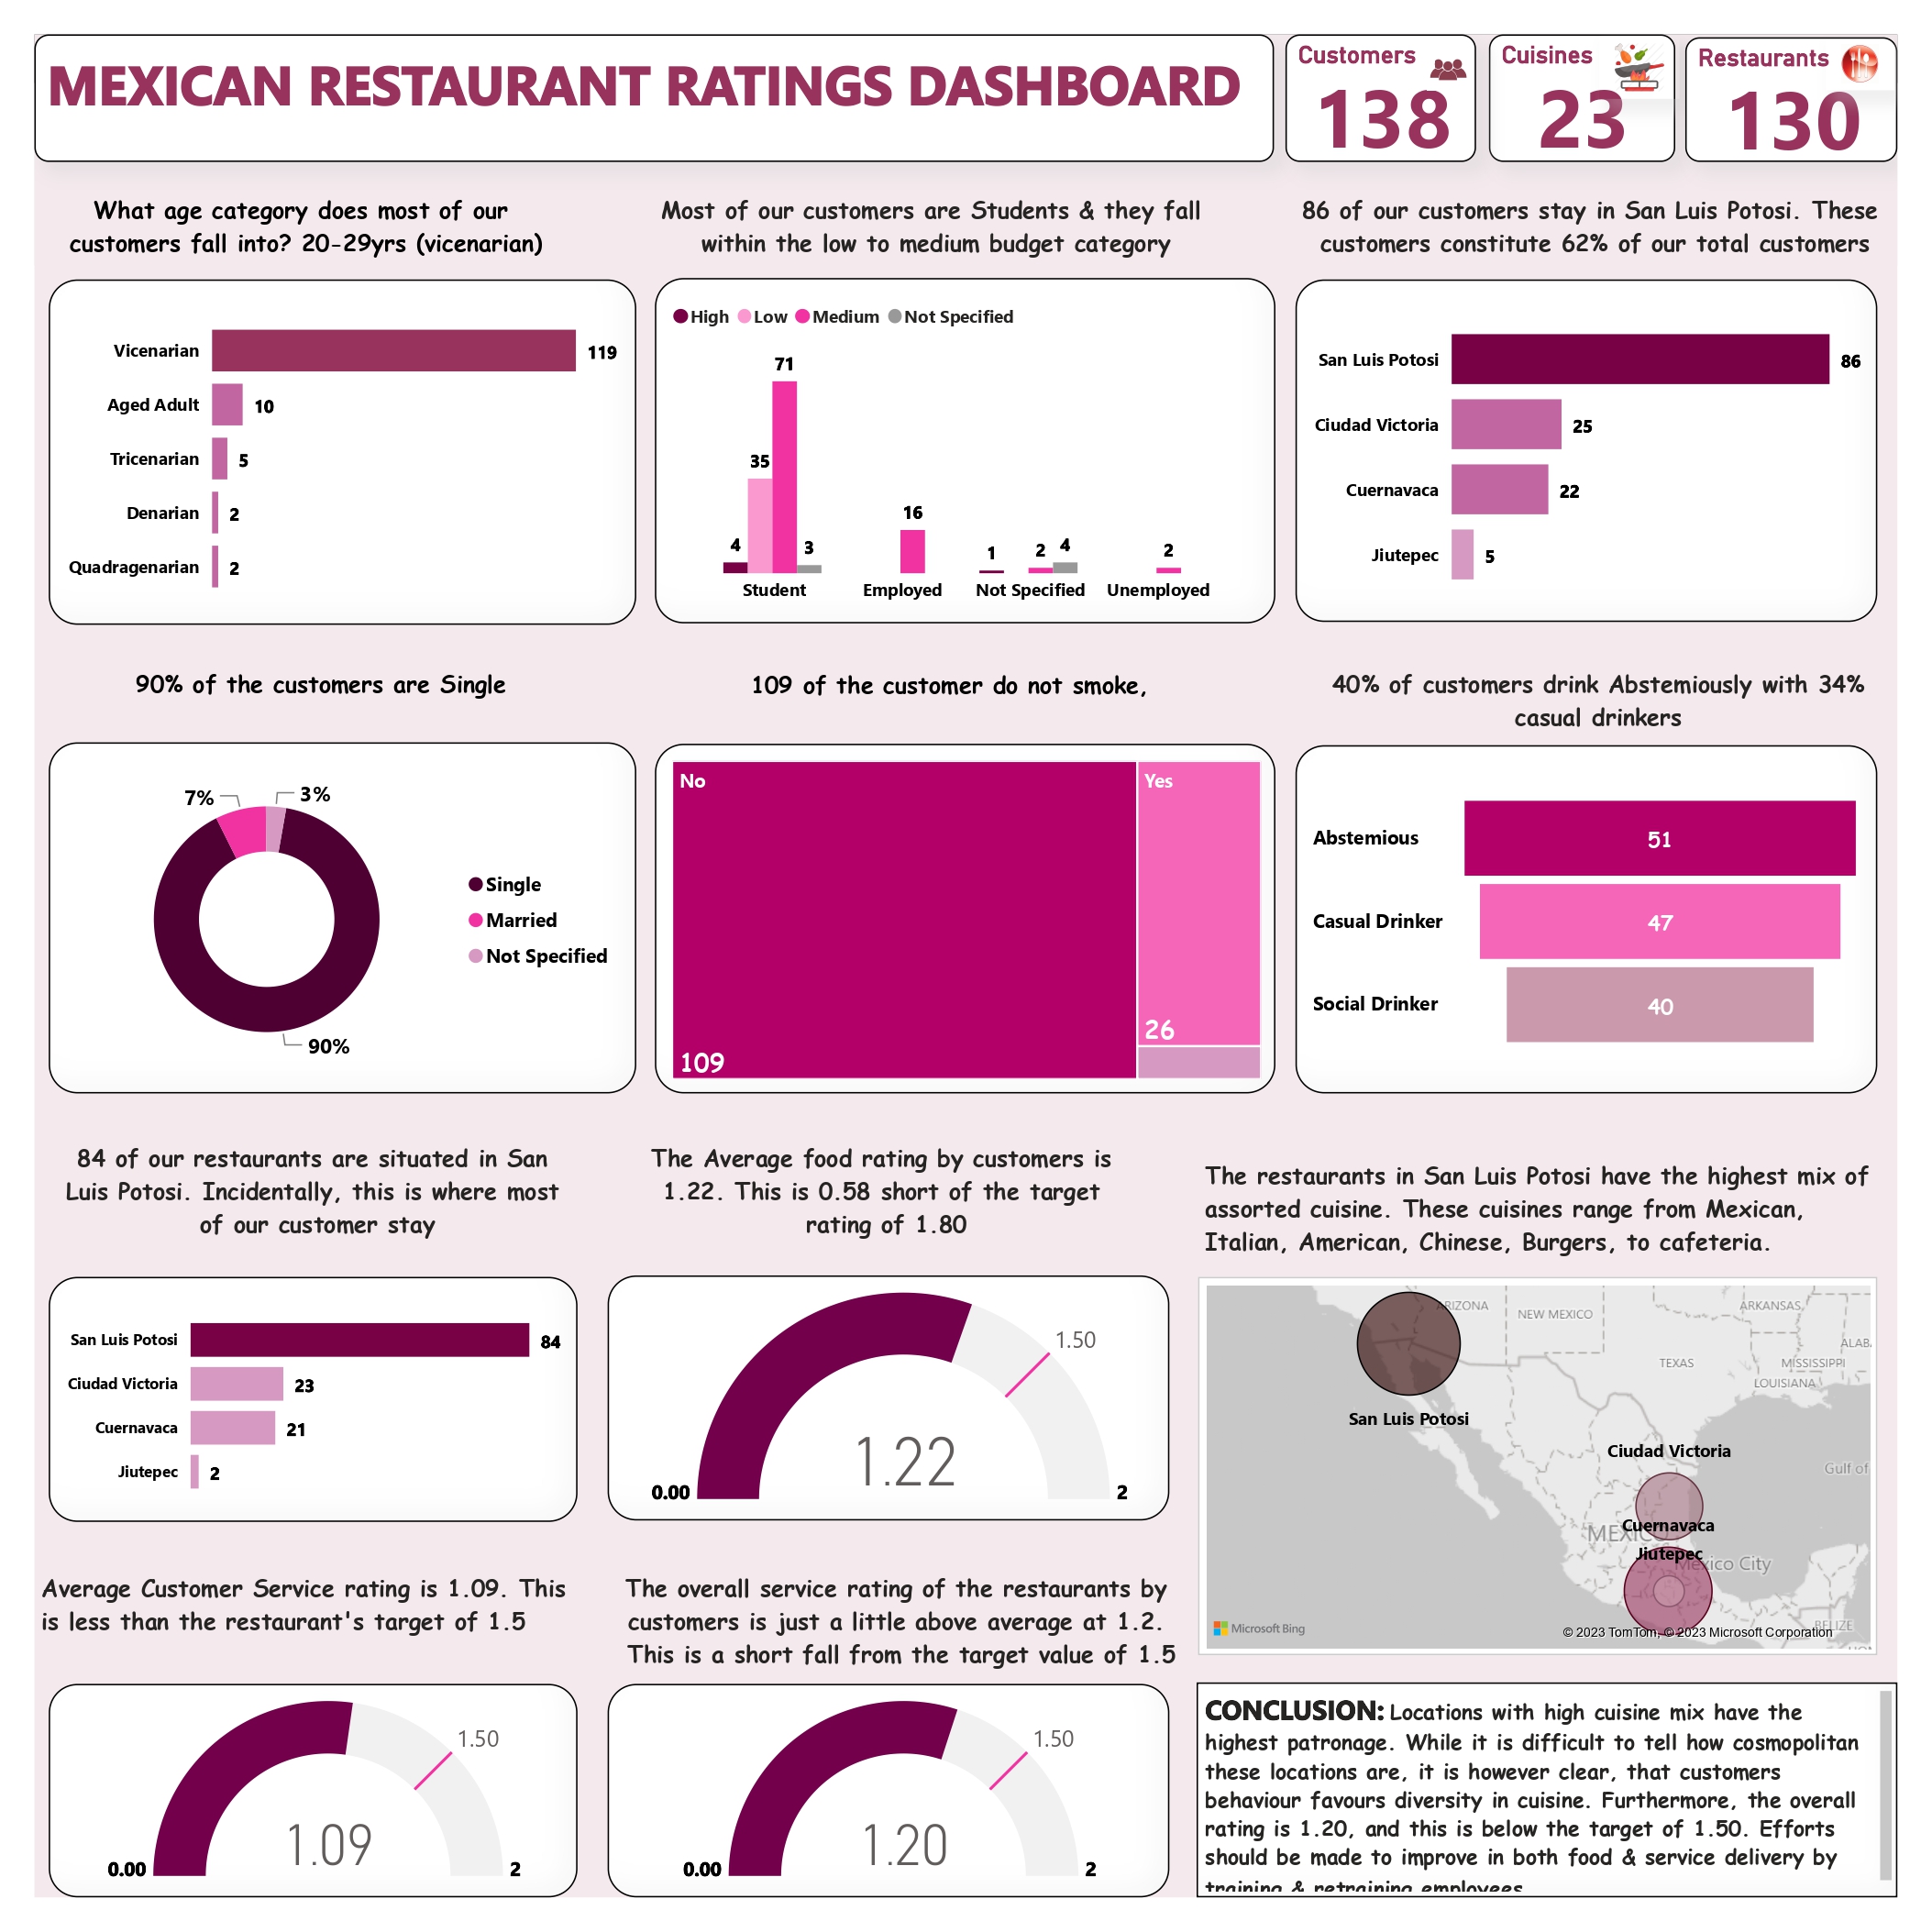 MEXICAN RESTAURANT RATINGS DASHBOARD
Customers
138
Cuisines
23
Restaurants
130
What age category does most of our
customers fall into? 20-29yrs (vicenarian)
Vicenarian 119
Aged Adult 10
Tricenarian 5
Denarian 2
Quadragenarian 2
Most of our customers are Students & they fall
within the low to medium budget category
High Low Medium Not Specified
71
35
4
3
16
1
2
4
2
Student Employed Not Specified Unemployed
86 of our customers stay in San Luis Potosi. These
customers constitute 62% of our total customers
San Luis Potosi 86
Ciudad Victoria 25
Cuernavaca 22
Jiutepec 5
90% of the customers are Single
7%
3%
90%
Single
Married
Not Specified
109 of the customer do not smoke,
No
109
Yes
26
40% of customers drink Abstemiously with 34%
casual drinkers
Abstemious 51
Casual Drinker 47
Social Drinker 40
84 of our restaurants are situated in San
Luis Potosi. Incidentally, this is where most
of our customer stay
San Luis Potosi 84
Ciudad Victoria 23
Cuernavaca 21
Jiutepec 2
The Average food rating by customers is
1.22. This is 0.58 short of the target
rating of 1.80
1.50
1.22
0.00
2
The restaurants in San Luis Potosi have the highest mix of
assorted cuisine. These cuisines range from Mexican,
Italian, American, Chinese, Burgers, to cafeteria.
ARIZONA
NEW MEXICO
ARKANSAS
ALAB
TEXAS
MISSISSIPPI
LOUISIANA
San Luis Potosi
Ciudad Victoria
Gulf of
Cuernavaca
MEXICO
Jiutepec
Mexico City
BELIZE
Microsoft Bing
© 2023 TomTom, © 2023 Microsoft Corporation
Average Customer Service rating is 1.09. This
is less than the restaurant's target of 1.5
1.50
1.09
0.00
2
The overall service rating of the restaurants by
customers is just a little above average at 1.2.
This is a short fall from the target value of 1.5
1.50
1.20
0.00
2
CONCLUSION: Locations with high cuisine mix have the
highest patronage. While it is difficult to tell how cosmopolitan
these locations are, it is however clear, that customers
behaviour favours diversity in cuisine. Furthermore, the overall
rating is 1.20, and this is below the target of 1.50. Efforts
should be made to improve in both food & service delivery by
training & retraining employees